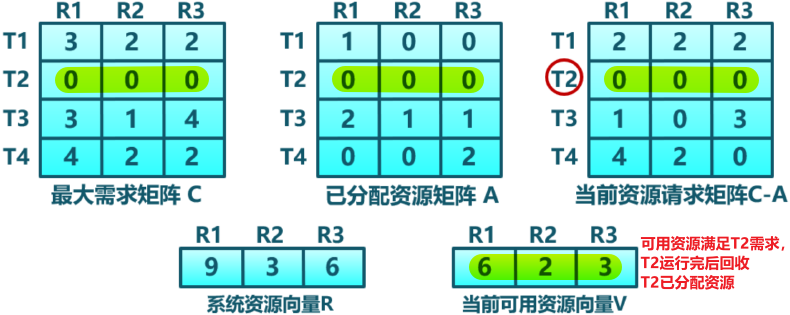 R1 R2 R3 R1 R2 R3 R1 R2 R3
T1 3 2 2 T1 1 0 0 T1 2 2 2
T2 0 0 0 T2 0 0 0 T2 0 0 0
T3 3 1 4 T3 2 1 1 T3 1 0 3
T4 4 2 2 T4 0 0 2 T4 4 2 0
最大需求矩阵 C 已分配资源矩阵 A 当前资源请求矩阵C-A
R1 R2 R3 R1 R2 R3
9 3 6 6 2 3
系统资源向量R 当前可用资源向量V
可用资源满足T2需求,
T2运行完后回收
T2已分配资源